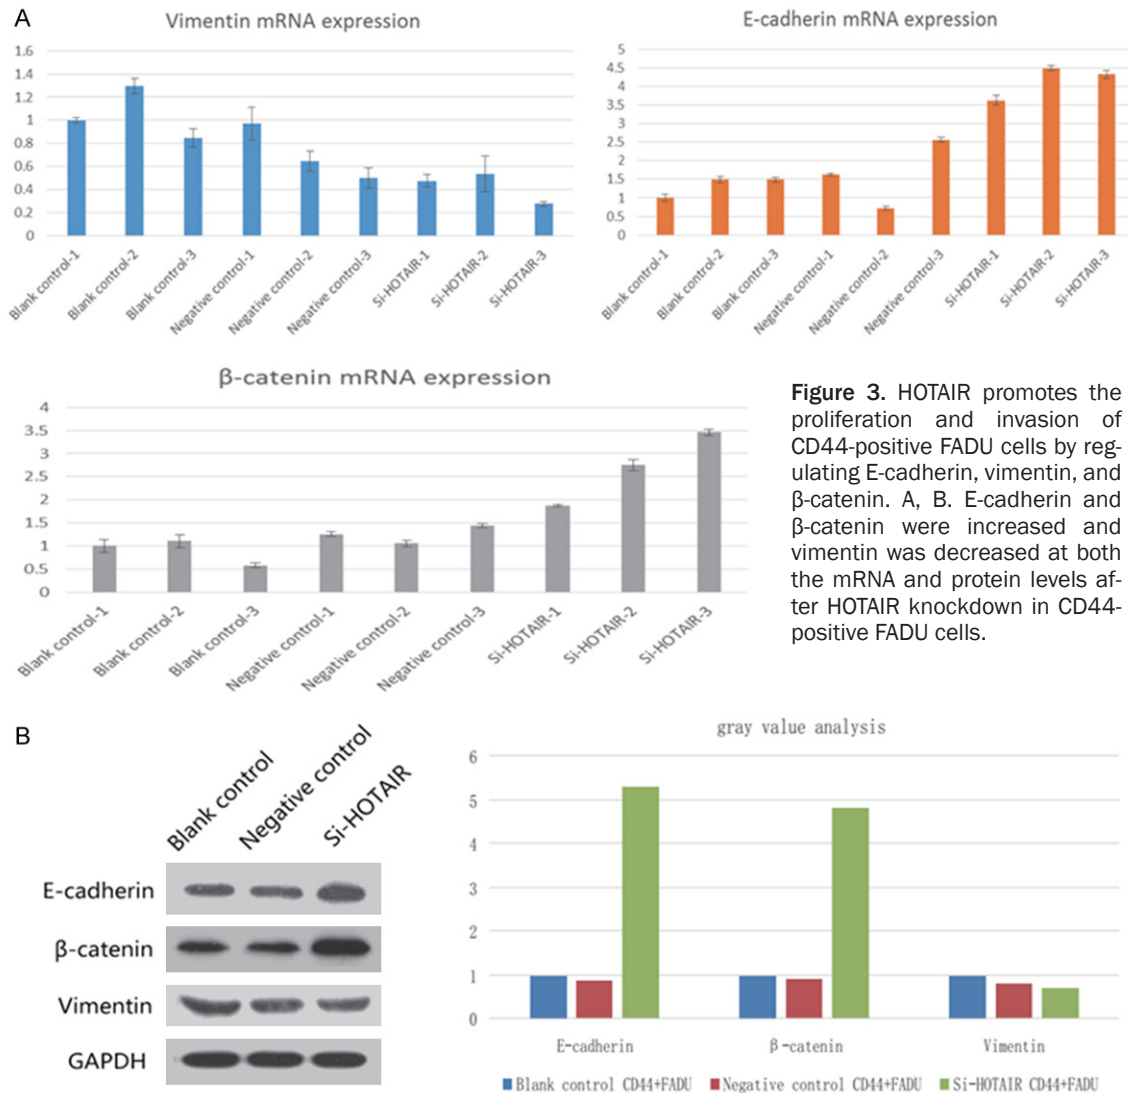 A
Vimentin mRNA expression
1.6
1.4
1.2
1
0.8
0.6
0.4
0.2
0
Blank control-1
Blank control-2
Blank control-3
Negative control-1
Negative control-2
Negative control-3
Si-HOTAIR-1
Si-HOTAIR-2
Si-HOTAIR-3
E-cadherin mRNA expression
5
4.5
4
3.5
3
2.5
2
1.5
1
0.5
0
Blank control-1
Blank control-2
Blank control-3
Negative control-1
Negative control-2
Negative control-3
Si-HOTAIR-1
Si-HOTAIR-2
Si-HOTAIR-3
β-catenin mRNA expression
4
3.5
3
2.5
2
1.5
1
0.5
0
Blank control-1
Blank control-2
Blank control-3
Negative control-1
Negative control-2
Negative control-3
Si-HOTAIR-1
Si-HOTAIR-2
Si-HOTAIR-3
Figure 3. HOTAIR promotes the
proliferation and invasion of
CD44-positive FADU cells by reg-
ulating E-cadherin, vimentin, and
β-catenin. A, B. E-cadherin and
β-catenin were increased and
vimentin was decreased at both
the mRNA and protein levels af-
ter HOTAIR knockdown in CD44-
positive FADU cells.
B
Blank control
Negative control
Si-HOTAIR
E-cadherin
β-catenin
Vimentin
GAPDH
gray value analysis
6
5
4
3
2
1
0
E-cadherin
β-catenin
Vimentin
Blank control CD44+FADU
Negative control CD44+FADU
Si-HOTAIR CD44+FADU